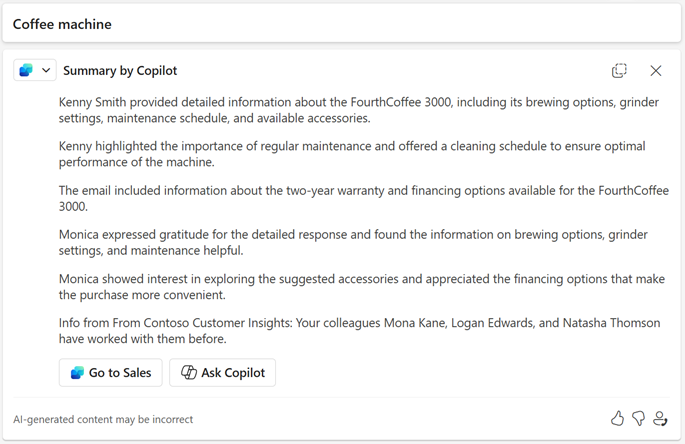 Coffee machine
Summary by Copilot
Kenny Smith provided detailed information about the FourthCoffee 3000, including its brewing options, grinder
settings, maintenance schedule, and available accessories.
Kenny highlighted the importance of regular maintenance and offered a cleaning schedule to ensure optimal
performance of the machine.
The email included information about the two-year warranty and financing options available for the FourthCoffee
3000.
Monica expressed gratitude for the detailed response and found the information on brewing options, grinder
settings, and maintenance helpful.
Monica showed interest in exploring the suggested accessories and appreciated the financing options that make
the purchase more convenient.
Info from From Contoso Customer Insights: Your colleagues Mona Kane, Logan Edwards, and Natasha Thomson
have worked with them before.
Go to Sales Ask Copilot
AI-generated content may be incorrect